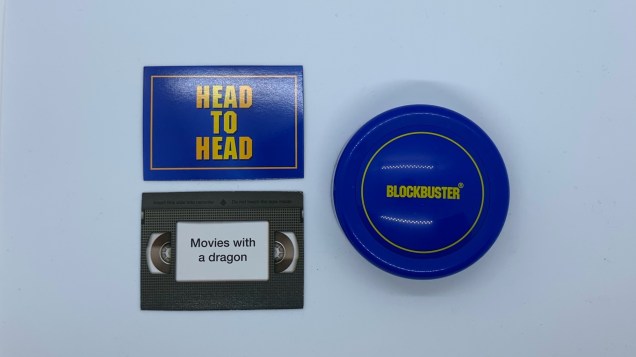 HEAD
TO
HEAD
Movies with
a dragon
BLOCKBUSTER®